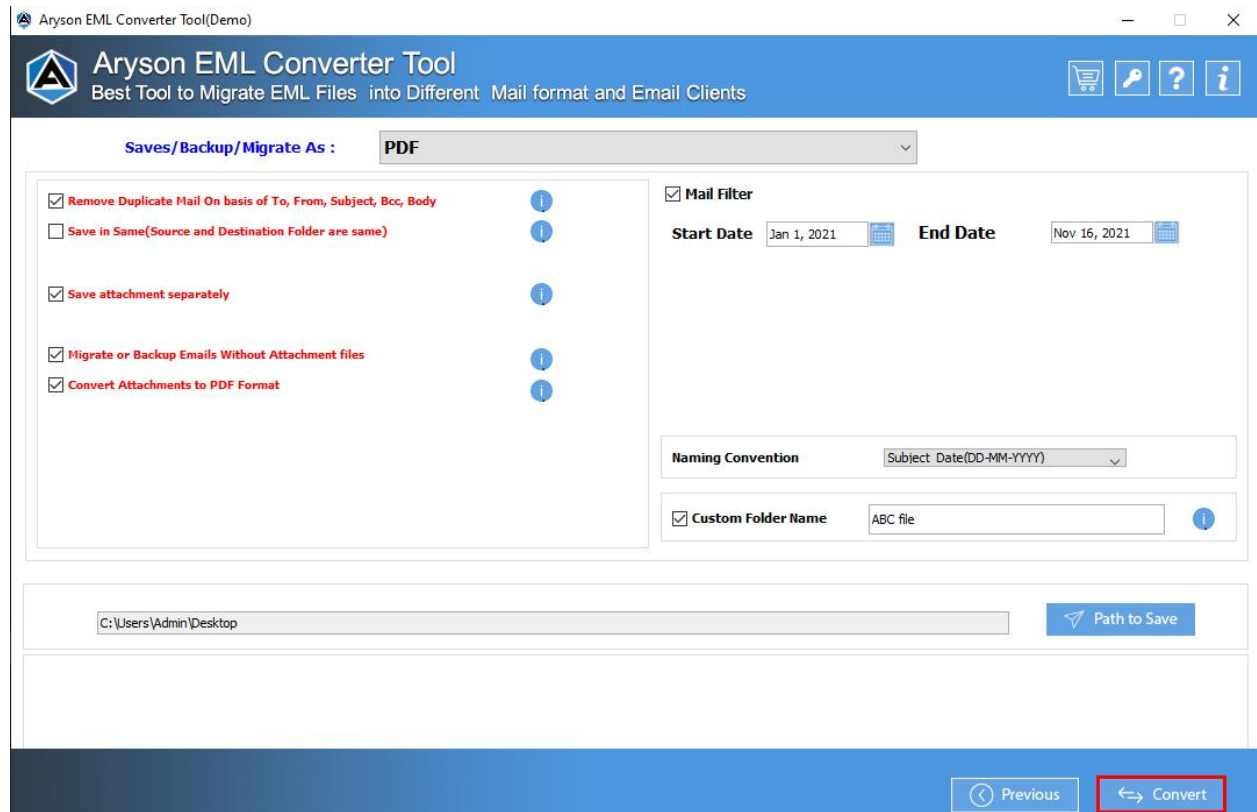 Aryson EML Converter Tool(Demo)
Aryson EML Converter Tool
Best Tool to Migrate EML Files into Different Mail format and Email Clients
Saves/Backup/Migrate As :
PDF
Remove Duplicate Mail On basis of To, From, Subject, Bcc, Body
Save in Same(Source and Destination Folder are same)
Save attachment separately
Migrate or Backup Emails Without Attachment files
Convert Attachments to PDF Format
Mail Filter
Start Date Jan 1, 2021 End Date Nov 16, 2021
Naming Convention Subject Date(DD-MM-YYYY)
Custom Folder Name ABC file
C:\Users\Admin\Desktop
Path to Save
Previous
Convert